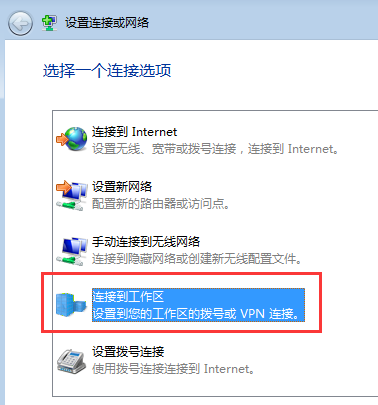 设置连接或网络
选择一个连接选项
连接到 Internet
设置无线、宽带或拨号连接，连接到 Internet。
设置新网络
配置新的路由器或访问点。
手动连接到无线网络
连接到隐藏网络或创建新无线配置文件。
连接到工作区
设置到您的工作区的拨号或 VPN 连接。
设置拨号连接
使用拨号连接连接到 Internet。